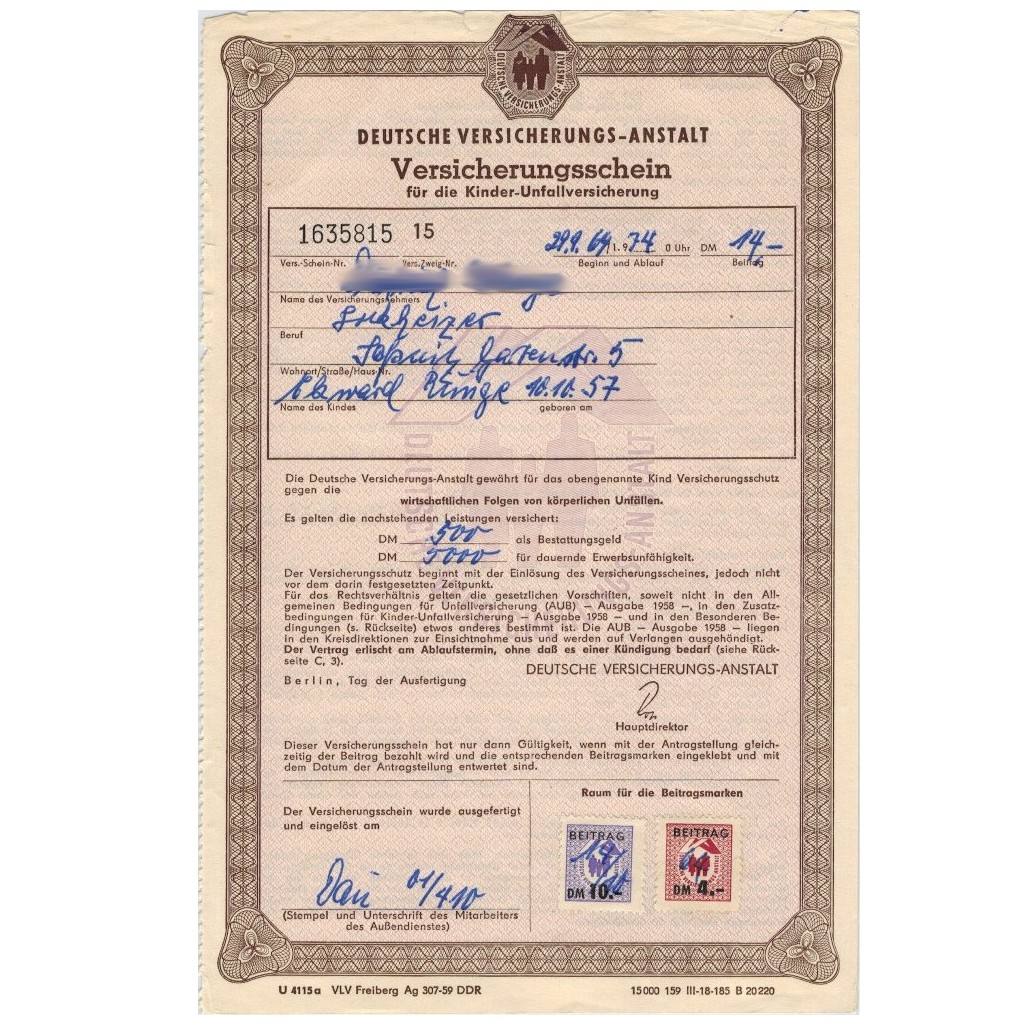 DEUTSCHE VERSICHERUNGS ANSTALT
DEUTSCHE VERSICHERUNGS-ANSTALT
Versicherungsschein
für die Kinder-Unfallversicherung
1635815 15 29.9. 1.9.74 0 Uhr DM 14,-
Vers.-Schein-Nr. Vers.Zweig-Nr. Beginn und Ablauf Beitrag
Name des Versicherungsnehmers
Beruf
Gartenstr. 5
Wohnort/Straße/Haus-Nr.
Runge 10.10.57
Name des Kindes geboren am
Die Deutsche Versicherungs-Anstalt gewährt für das obengenannte Kind Versicherungsschutz
gegen die
wirtschaftlichen Folgen von körperlichen Unfällen.
Es gelten die nachstehenden Leistungen versichert:
DM 500 als Bestattungsgeld
DM 5000 für dauernde Erwerbsunfähigkeit.
Der Versicherungsschutz beginnt mit der Einlösung des Versicherungsscheines, jedoch nicht
vor dem darin festgesetzten Zeitpunkt.
Für das Rechtsverhältnis gelten die gesetzlichen Vorschriften, soweit nicht in den All-
gemeinen Bedingungen für Unfallversicherung (AUB) – Ausgabe 1958 –, in den Zusatz-
bedingungen für Kinder-Unfallversicherung – Ausgabe 1958 – und in den Besonderen Be-
dingungen (s. Rückseite) etwas anderes bestimmt ist. Die AUB – Ausgabe 1958 – liegen
in den Kreisdirektionen zur Einsichtnahme aus und werden auf Verlangen ausgehändigt.
Der Vertrag erlischt am Ablaufstermin, ohne daß es einer Kündigung bedarf (siehe Rück-
seite C, 3).
DEUTSCHE VERSICHERUNGS-ANSTALT
Berlin, Tag der Ausfertigung
Hauptdirektor
Dieser Versicherungsschein hat nur dann Gültigkeit, wenn mit der Antragstellung gleich-
zeitig der Beitrag bezahlt wird und die entsprechenden Beitragsmarken eingeklebt und mit
dem Datum der Antragstellung entwertet sind.
Raum für die Beitragsmarken
Der Versicherungsschein wurde ausgefertigt
und eingelöst am
BEITRAG
DM 10.-
BEITRAG
DM 4.-
01/410
(Stempel und Unterschrift des Mitarbeiters
des Außendienstes)
U 4115a VLV Freiberg Ag 307-59 DDR 15000 159 III-18-185 B 20220